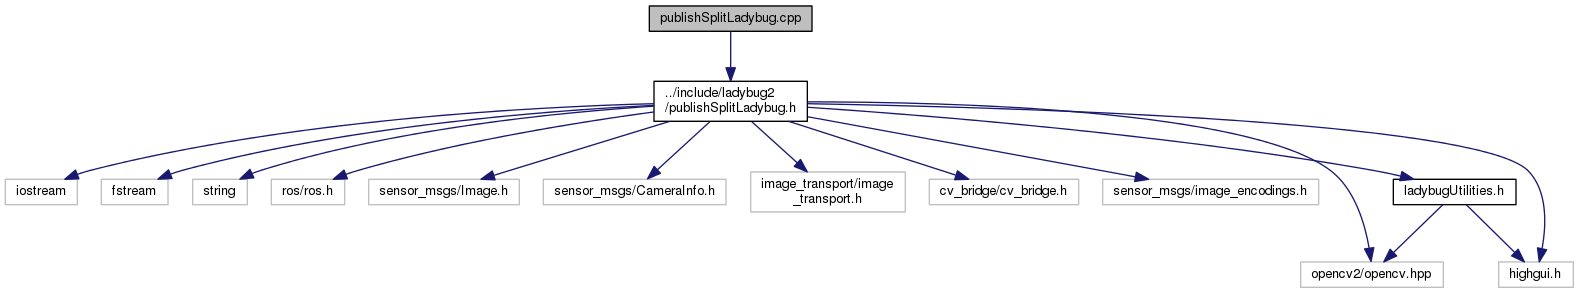 publishSplitLadybug.cpp
../include/ladybug2
/publishSplitLadybug.h
iostream
fstream
string
ros/ros.h
sensor_msgs/Image.h
sensor_msgs/CameraInfo.h
image_transport/image
_transport.h
cv_bridge/cv_bridge.h
sensor_msgs/image_encodings.h
ladybugUtilities.h
opencv2/opencv.hpp
highgui.h